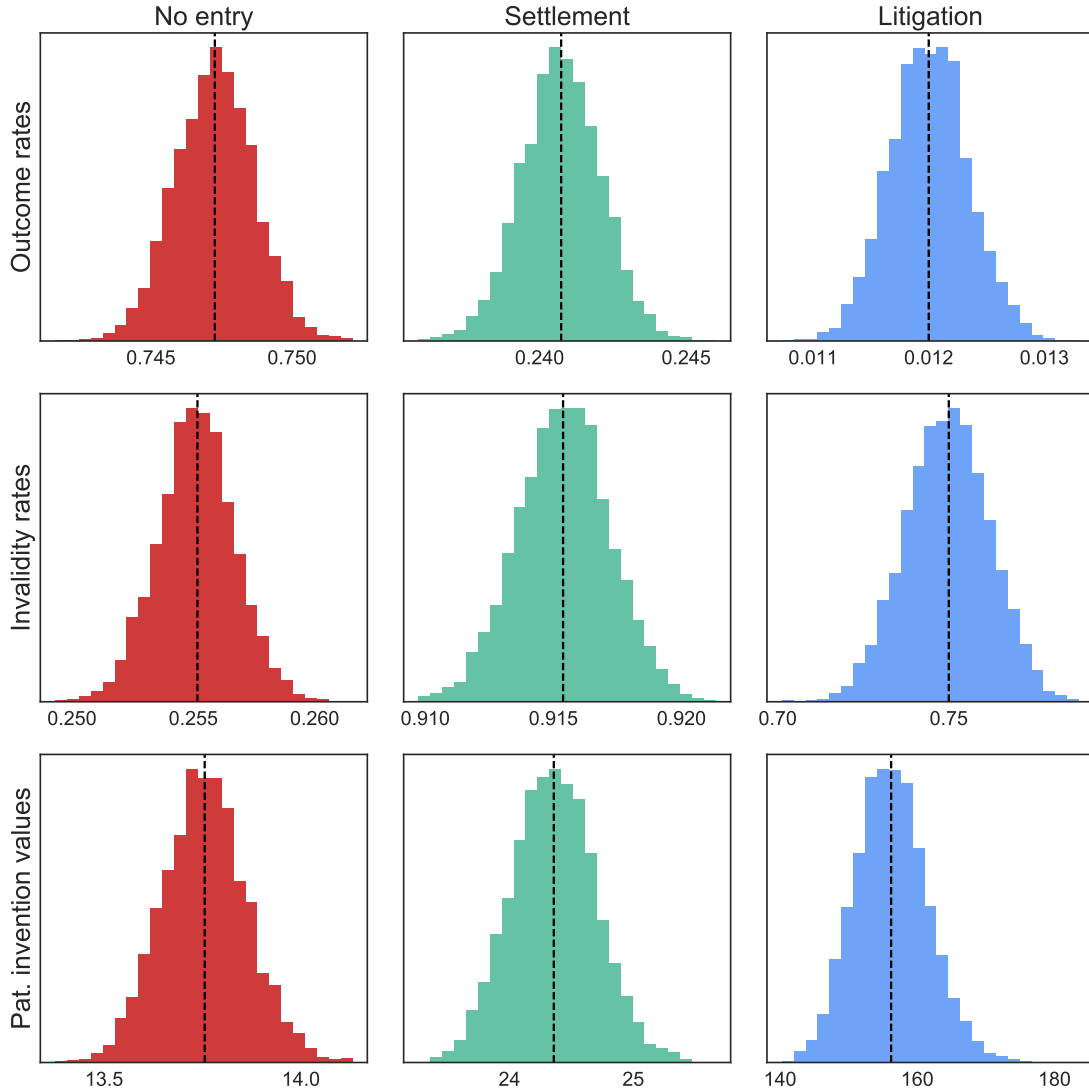 No entry Settlement Litigation
Outcome rates
0.745 0.750 0.240 0.245 0.011 0.012 0.013
Invalidity rates
0.250 0.255 0.260 0.910 0.915 0.920 0.70 0.75
Pat. invention values
13.5 14.0 24 25 140 160 180